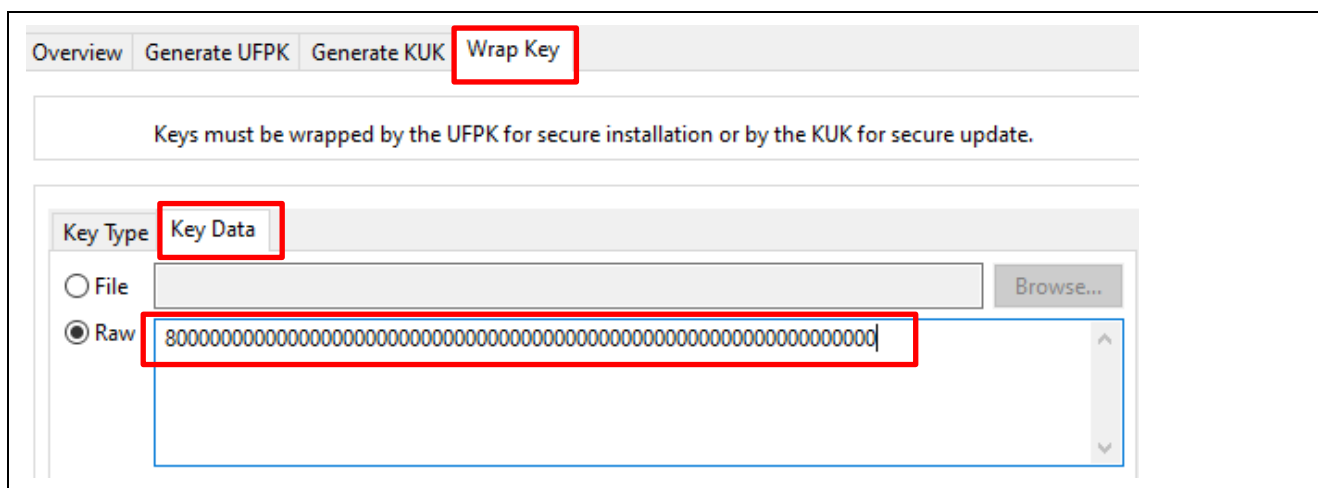 Overview Generate UFPK Generate KUK Wrap Key
Keys must be wrapped by the UFPK for secure installation or by the KUK for secure update.
Key Type Key Data
File Browse...
Raw 8000000000000000000000000000000000000000000000000000000000000000